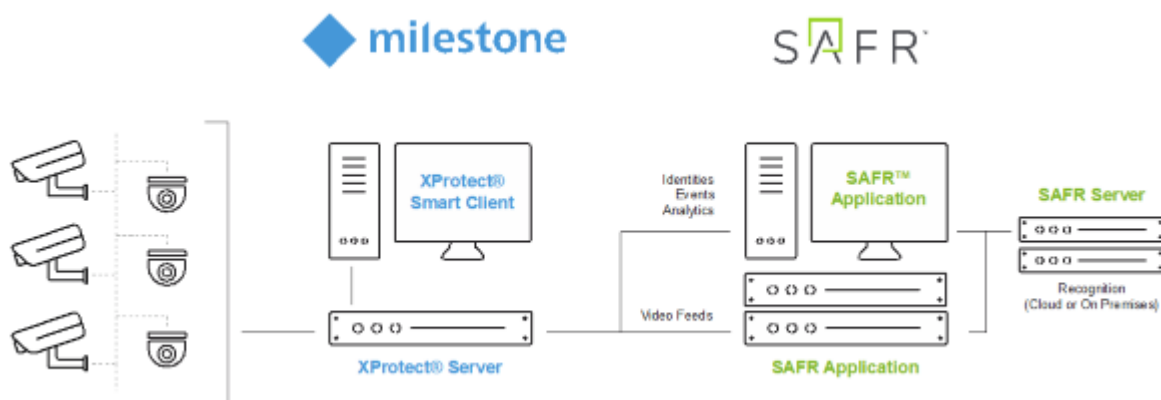 milestone
SAFR™
XProtect®
Smart Client
Identities
Events
Analytics
SAFR™
Application
SAFR Server
Recognition
(Cloud or On Premises)
Video Feeds
XProtect® Server
SAFR Application